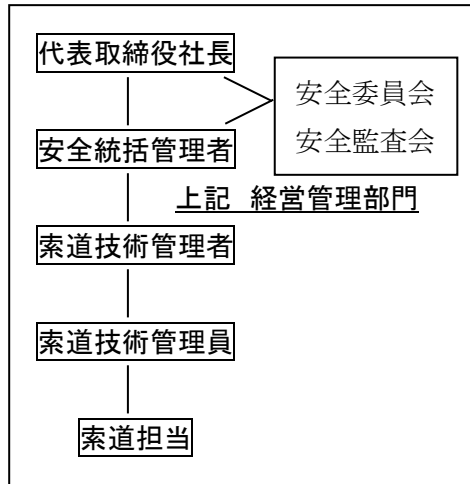 代表取締役社長
安全委員会
安全監査会
安全統括管理者
上記 経営管理部門
索道技術管理者
索道技術管理員
索道担当